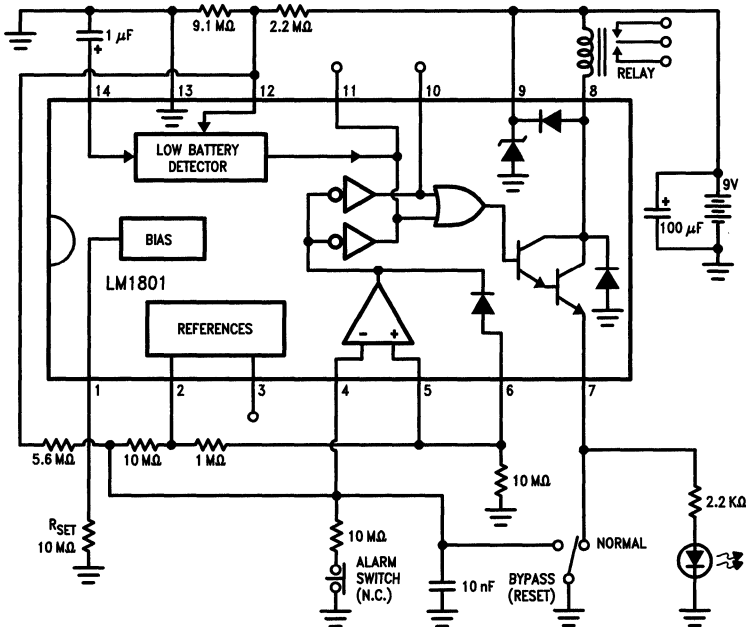 9.1 MΩ
2.2 MΩ
1 μF
+
RELAY
14
13
12
11
10
9
8
LOW BATTERY
DETECTOR
9V
+
100 μF
BIAS
LM1801
REFERENCES
-
+
1
2
3
4
5
6
7
5.6 MΩ
10 MΩ
1 MΩ
10 MΩ
2.2 KΩ
RSET
10 MΩ
10 MΩ
ALARM
SWITCH
(N.C.)
10 nF
NORMAL
BYPASS
(RESET)